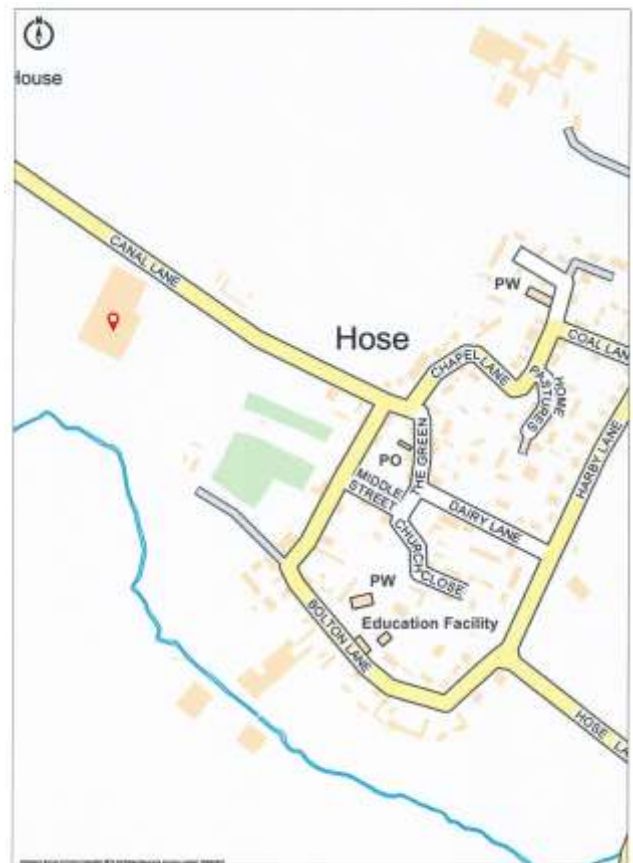 N
House
CANAL LANE
PW
COAL LAN
Hose
CHAPEL LANE
HOME
PASTURES
HARBY LANE
THE GREEN
PO
MIDDLE
STREET
DAIRY LANE
CHURCH CLOSE
PW
Education Facility
BOLTON LANE
HOSE LA